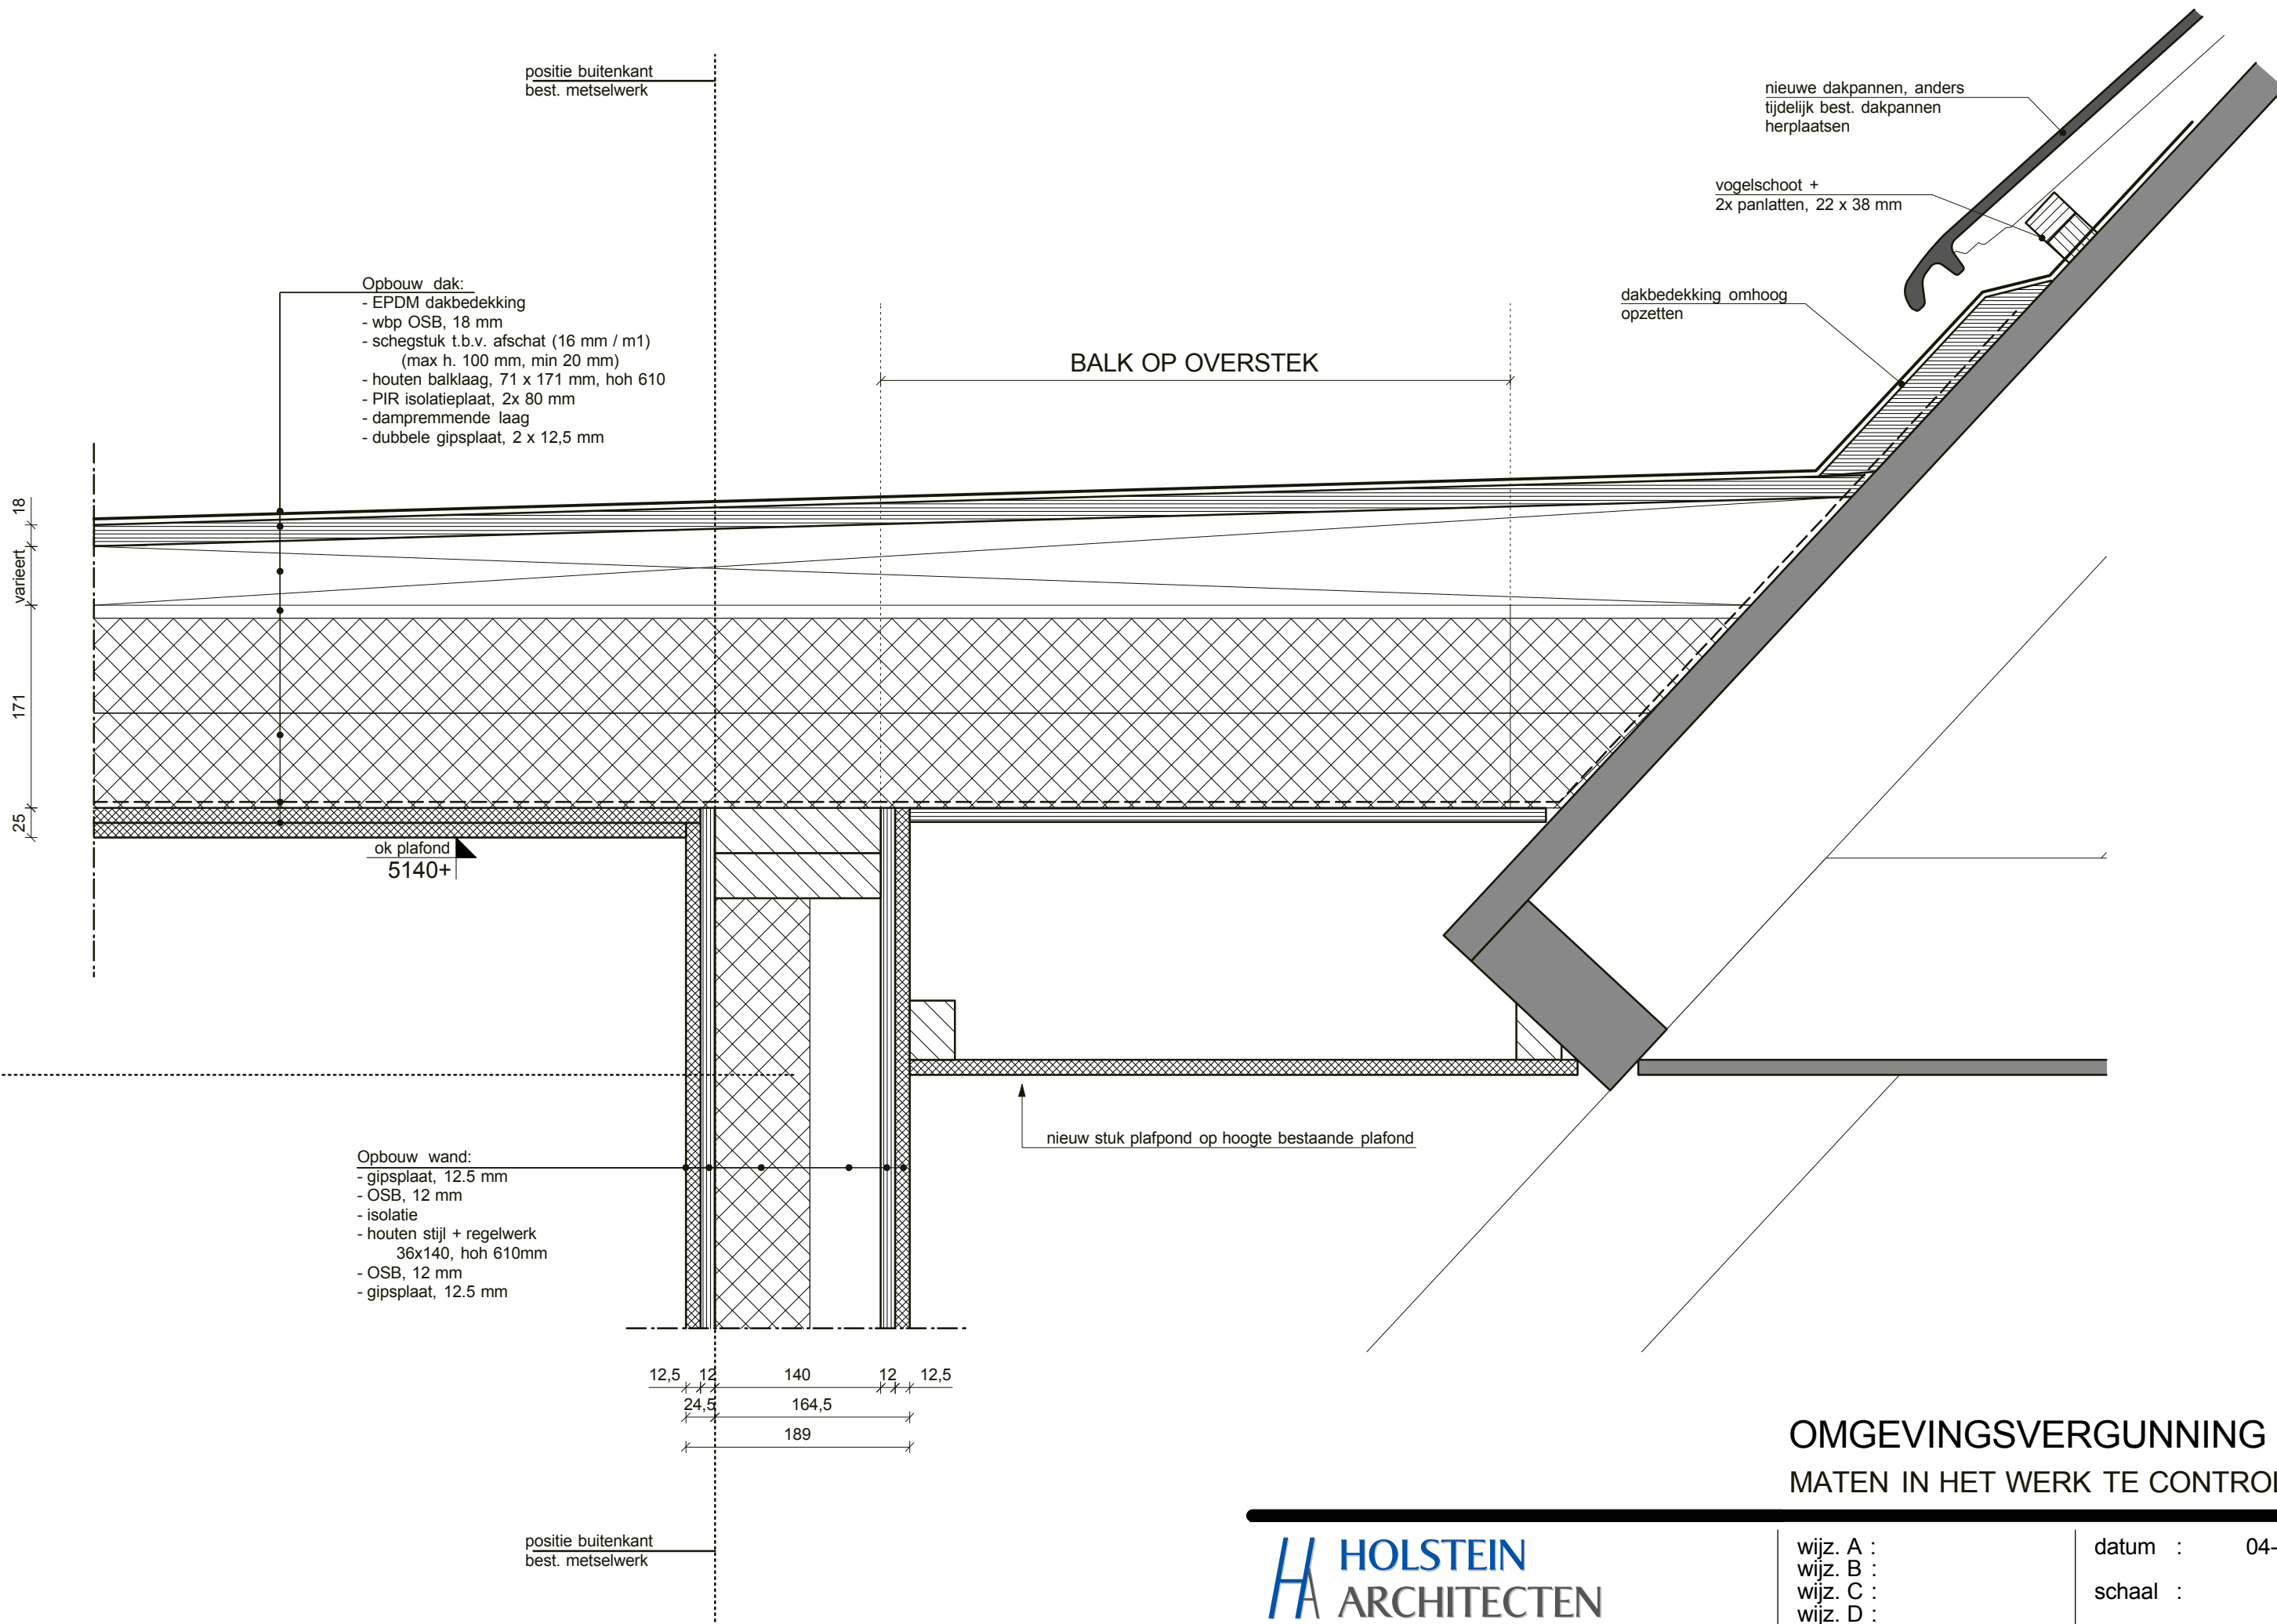 positie buitenkant
best. metselwerk
nieuwe dakpannen, anders
tijdelijk best. dakpannen
herplaatsen
vogelschoot +
2x panlatten, 22 x 38 mm
dakbedekking omhoog
opzetten
Opbouw dak:
- EPDM dakbedekking
- wbp OSB, 18 mm
- schegstuk t.b.v. afschat (16 mm / m1)
(max h. 100 mm, min 20 mm)
- houten balklaag, 71 x 171 mm, hoh 610
- PIR isolatieplaat, 2x 80 mm
- dampremmende laag
- dubbele gipsplaat, 2 x 12,5 mm
BALK OP OVERSTEK
18
varieert
171
25
ok plafond
5140+
nieuw stuk plafpond op hoogte bestaande plafond
Opbouw wand:
- gipsplaat, 12.5 mm
- OSB, 12 mm
- isolatie
- houten stijl + regelwerk
36x140, hoh 610mm
- OSB, 12 mm
- gipsplaat, 12.5 mm
12,5 12 140 12 12,5
24,5 164,5
189
positie buitenkant
best. metselwerk
OMGEVINGSVERGUNNING
MATEN IN HET WERK TE CONTROL
HA HOLSTEIN
ARCHITECTEN
wijz. A :
wijz. B :
wijz. C :
wijz. D :
datum : 04-
schaal :